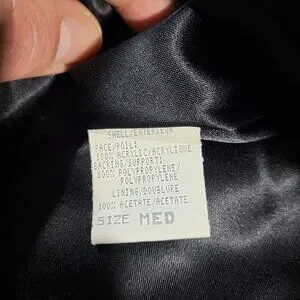 SHELL/EXTERIEUR
FACE/POIL:
100% ACRYLIC/ACRYLIQUE
BACKING/SUPPORT:
100% POLYPROPYLENE/
POLYPROPYLENE
LINING/DOUBLURE
100% ACETATE/ACETATE
SIZE MED